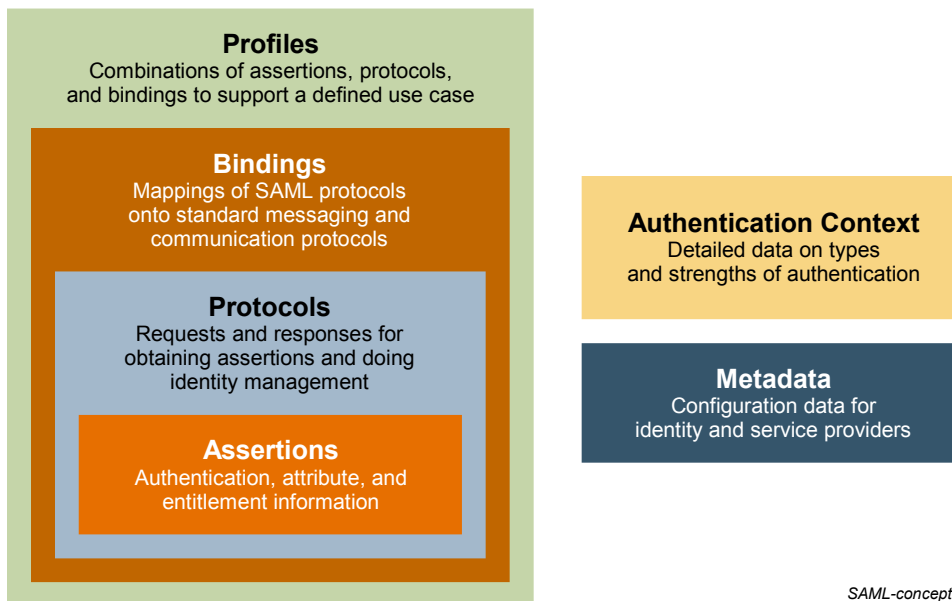 Profiles
Combinations of assertions, protocols,
and bindings to support a defined use case
Bindings
Mappings of SAML protocols
onto standard messaging and
communication protocols
Protocols
Requests and responses for
obtaining assertions and doing
identity management
Assertions
Authentication, attribute, and
entitlement information
Authentication Context
Detailed data on types
and strengths of authentication
Metadata
Configuration data for
identity and service providers
SAML-concept